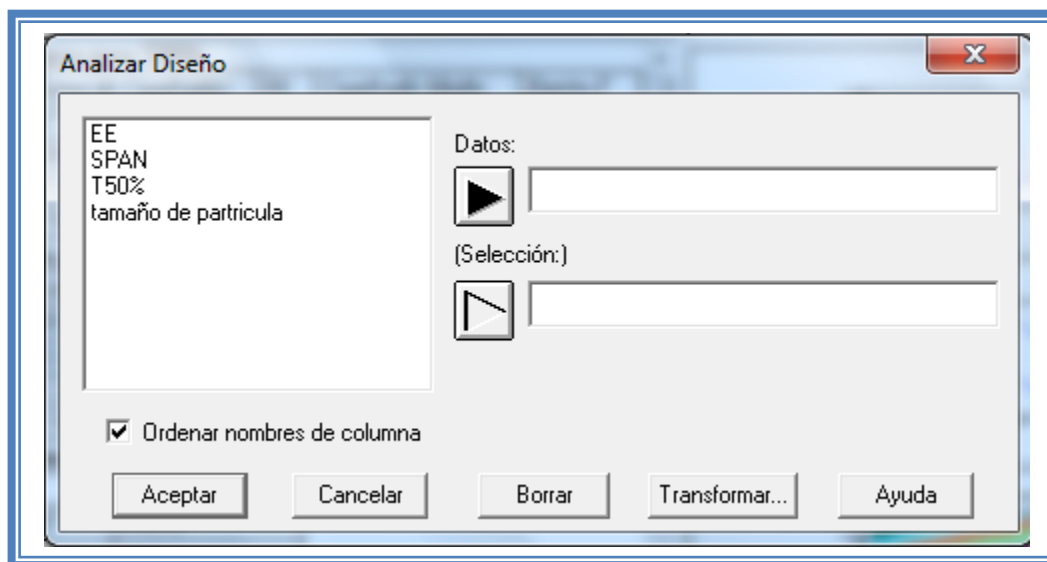 Analizar Diseño
EE
SPAN
T50%
tamaño de partricula
Datos:
(Selección:)
Ordenar nombres de columna
Aceptar
Cancelar
Borrar
Transformar...
Ayuda